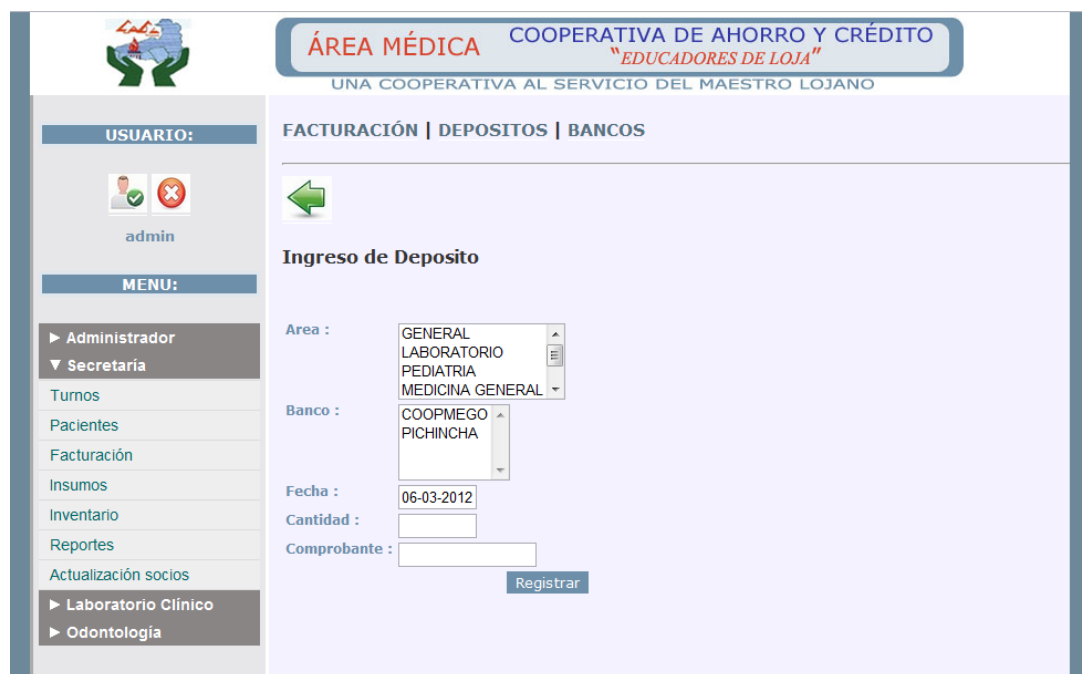 ÁREA MÉDICA
COOPERATIVA DE AHORRO Y CRÉDITO
"EDUCADORES DE LOJA"
UNA COOPERATIVA AL SERVICIO DEL MAESTRO LOJANO
USUARIO:
admin
MENU:
▶ Administrador
▼ Secretaría
Turnos
Pacientes
Facturación
Insumos
Inventario
Reportes
Actualización socios
▶ Laboratorio Clínico
▶ Odontología
FACTURACIÓN | DEPOSITOS | BANCOS
Ingreso de Deposito
Area :
GENERAL
LABORATORIO
PEDIATRIA
MEDICINA GENERAL
Banco :
COOPMEGO
PICHINCHA
Fecha : 06-03-2012
Cantidad :
Comprobante :
Registrar